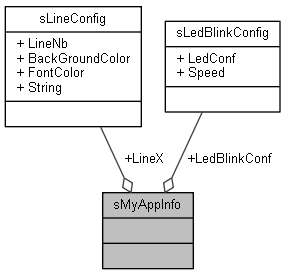 sLineConfig
+ LineNb
+ BackGroundColor
+ FontColor
+ String
sLedBlinkConfig
+ LedConf
+ Speed
+LineX
+LedBlinkConf
sMyAppInfo